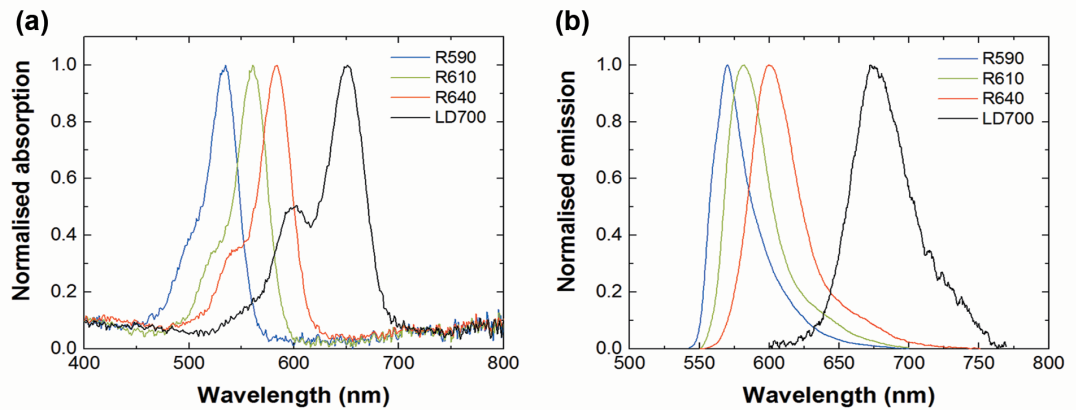 (a)
Normalised absorption
1.0
0.8
0.6
0.4
0.2
0.0
400
500
600
700
800
Wavelength (nm)
R590
R610
R640
LD700
(b)
Normalised emission
1.0
0.8
0.6
0.4
0.2
0.0
500
550
600
650
700
750
800
Wavelength (nm)
R590
R610
R640
LD700